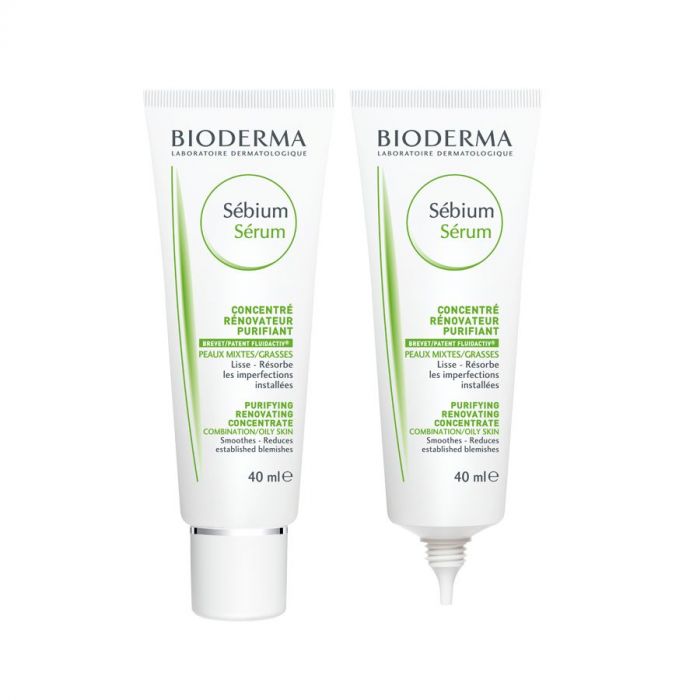 BIODERMA
LABORATOIRE DERMATOLOGIQUE
Sébium
Sérum
CONCENTRÉ
RÉNOVATEUR
PURIFIANT
BREVET/PATENT FLUIDACTIV®
PEAUX MIXTES/GRASSES
Lisse - Résorbe
les imperfections
installées
PURIFYING
RENOVATING
CONCENTRATE
COMBINATION/OILY SKIN
Smoothes - Reduces
established blemishes
40 ml e
BIODERMA
LABORATOIRE DERMATOLOGIQUE
Sébium
Sérum
CONCENTRÉ
RÉNOVATEUR
PURIFIANT
BREVET/PATENT FLUIDACTIV®
PEAUX MIXTES/GRASSES
Lisse - Résorbe
les imperfections
installées
PURIFYING
RENOVATING
CONCENTRATE
COMBINATION/OILY SKIN
Smoothes - Reduces
established blemishes
40 ml e